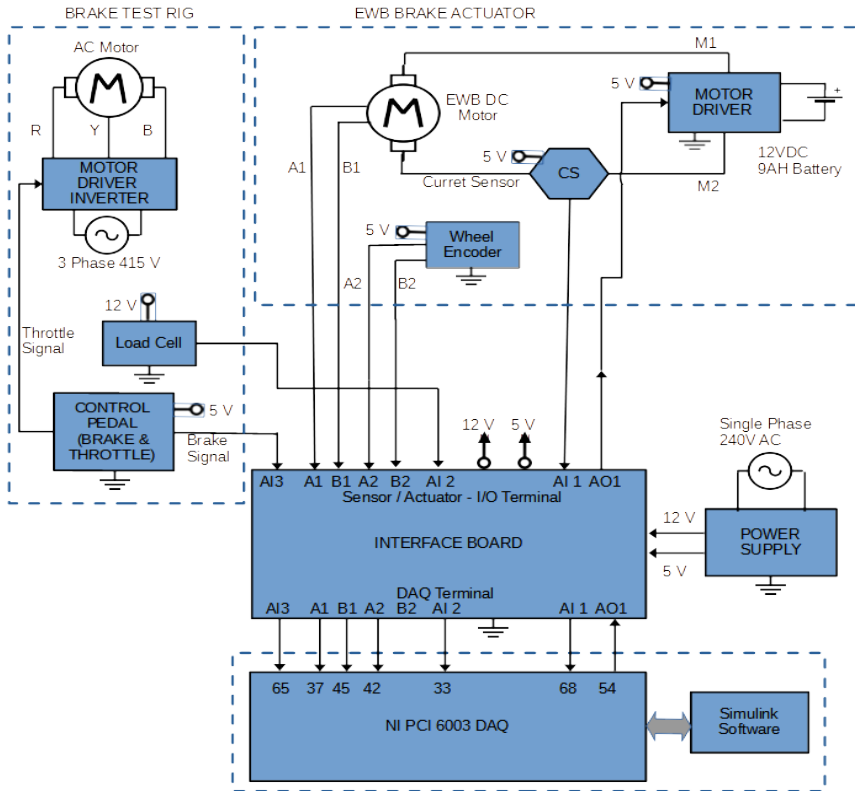 BRAKE TEST RIG
EWB BRAKE ACTUATOR
AC Motor
R
Y
B
MOTOR
DRIVER
INVERTER
3 Phase 415 V
12 V
Load Cell
Throttle
Signal
CONTROL
PEDAL
(BRAKE &
THROTTLE)
5 V
Brake
Signal
M1
EWB DC
Motor
5 V
MOTOR
DRIVER
+
12VDC
9AH Battery
A1
B1
5 V
CS
Curret Sensor
M2
5 V
Wheel
Encoder
A2
B2
12 V
5 V
Single Phase
240V AC
AI3 A1 B1 A2 B2 AI 2 AI 1 AO1
Sensor / Actuator - I/O Terminal
INTERFACE BOARD
12 V
5 V
POWER
SUPPLY
DAQ Terminal
AI3 A1 B1 A2 B2 AI 2 AI 1 AO1
65 37 45 42 33 68 54
NI PCI 6003 DAQ
Simulink
Software